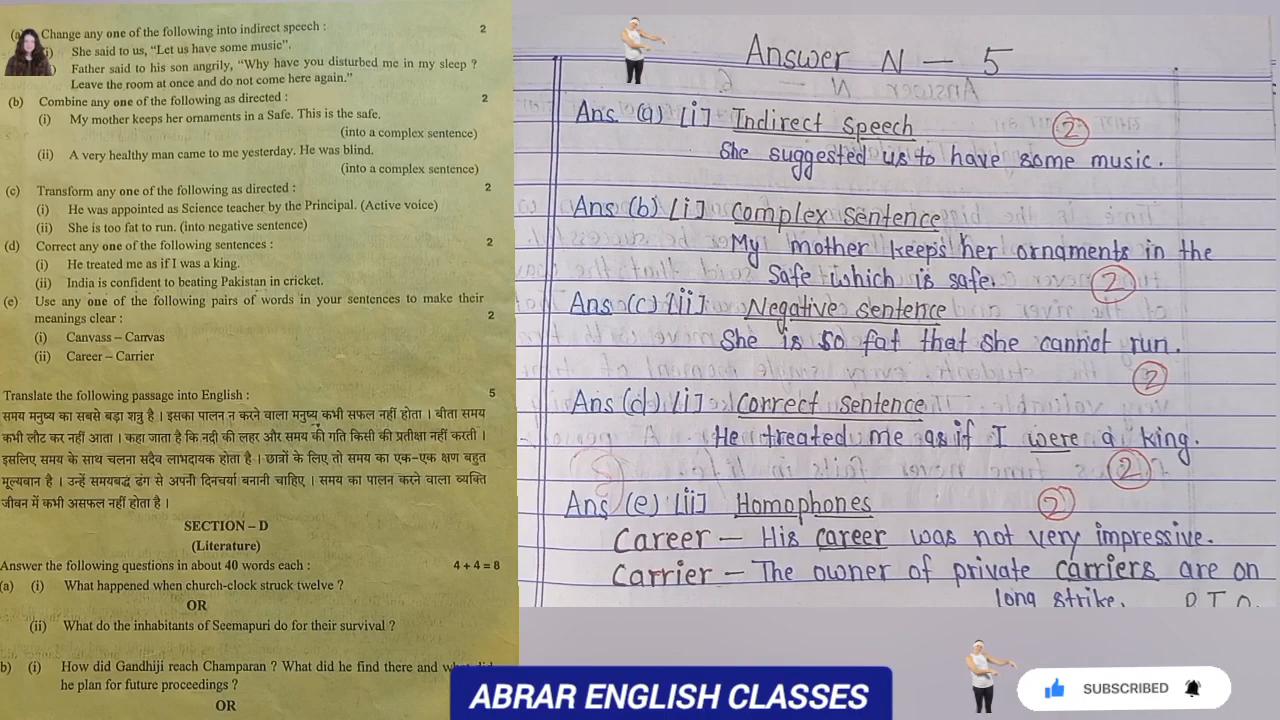 (a) Change any one of the following into indirect speech : 2
(i) She said to us, “Let us have some music”.
Father said to his son angrily, “Why have you disturbed me in my sleep ?
Leave the room at once and do not come here again.”
(b) Combine any one of the following as directed : 2
(i) My mother keeps her ornaments in a Safe. This is the safe.
(into a complex sentence)
(ii) A very healthy man came to me yesterday. He was blind.
(into a complex sentence)
(c) Transform any one of the following as directed : 2
(i) He was appointed as Science teacher by the Principal. (Active voice)
(ii) She is too fat to run. (into negative sentence)
(d) Correct any one of the following sentences : 2
(i) He treated me as if I was a king.
(ii) India is confident to beating Pakistan in cricket.
(e) Use any one of the following pairs of words in your sentences to make their
meanings clear : 2
(i) Canvass – Canvas
(ii) Career – Carrier
Translate the following passage into English : 5
समय मनुष्य का सबसे बड़ा शत्रु है । इसका पालन न करने वाला मनुष्य कभी सफल नहीं होता । बीता समय
कभी लौट कर नहीं आता । कहा जाता है कि नदी की लहर और समय की गति किसी की प्रतीक्षा नहीं करती ।
इसलिए समय के साथ चलना सदैव लाभदायक होता है । छात्रों के लिए तो समय का एक-एक क्षण बहुत
मूल्यवान है । उन्हें समयबद्ध ढंग से अपनी दिनचर्या बनानी चाहिए । समय का पालन करने वाला व्यक्ति
जीवन में कभी असफल नहीं होता है ।
SECTION – D
(Literature)
Answer the following questions in about 40 words each : 4 + 4 = 8
(a) (i) What happened when church-clock struck twelve ?
OR
(ii) What do the inhabitants of Seemapuri do for their survival ?
b) (i) How did Gandhiji reach Champaran ? What did he find there and what did
he plan for future proceedings ?
OR
Answer N — 5
Ans. (a) [i] Indirect speech 2
She suggested us to have some music.
Ans (b) [i] Complex sentence
My mother keeps her ornaments in the
safe which is safe. 2
Ans (c) [ii] Negative sentence
She is so fat that she cannot run.
2
Ans (d) [i] Correct sentence
He treated me as if I were a king.
2
Ans (e) [ii] Homophones 2
Career – His career was not very impressive.
Carrier – The owner of private carriers are on
long strike. P.T.O.
ABRAR ENGLISH CLASSES
SUBSCRIBED